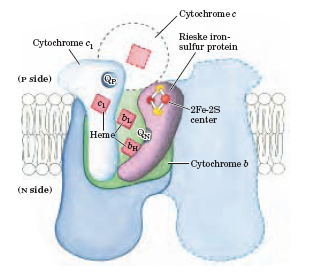 Cytochrome c
Rieske iron-
sulfur protein
Cytochrome c1
(P side)
QP
c1
2Fe-2S
center
bL
Heme
QN
bH
Cytochrome b
(N side)